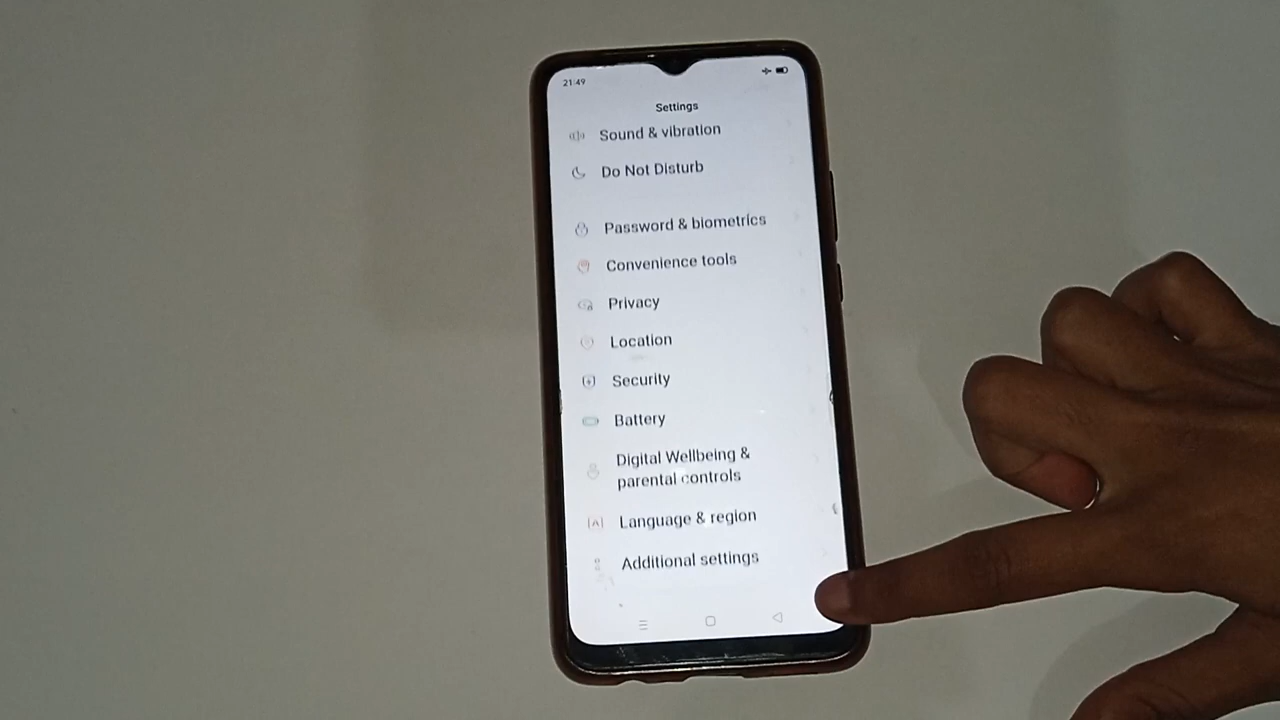 21:49
Settings
Sound & vibration
Do Not Disturb
Password & biometrics
Convenience tools
Privacy
Location
Security
Battery
Digital Wellbeing &
parental controls
Language & region
Additional settings